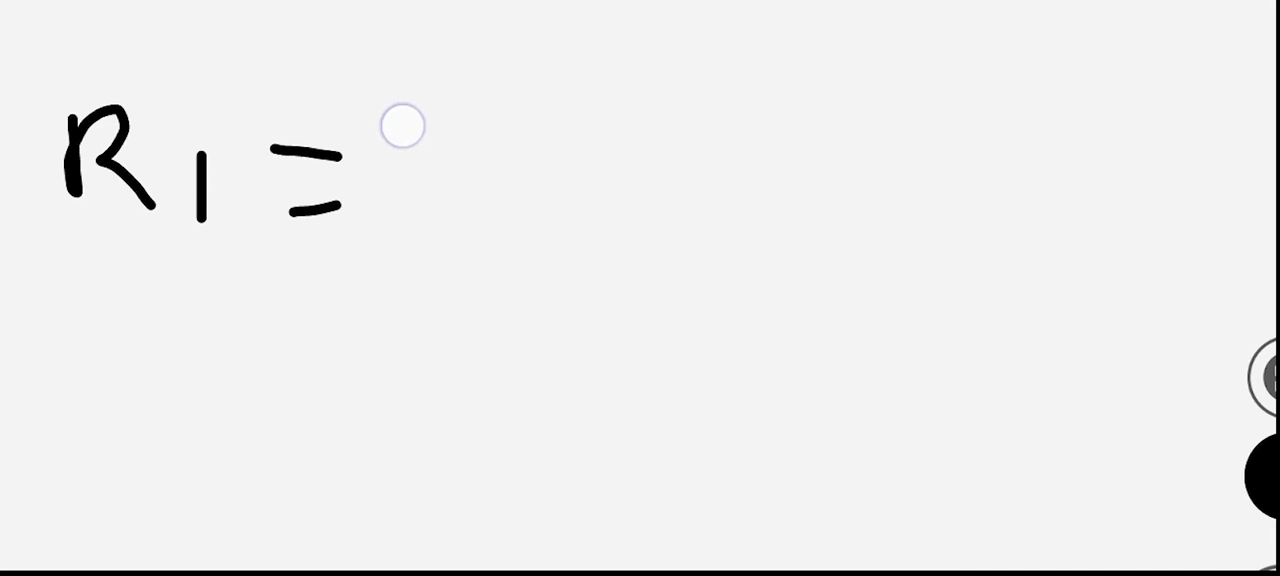 R1 =